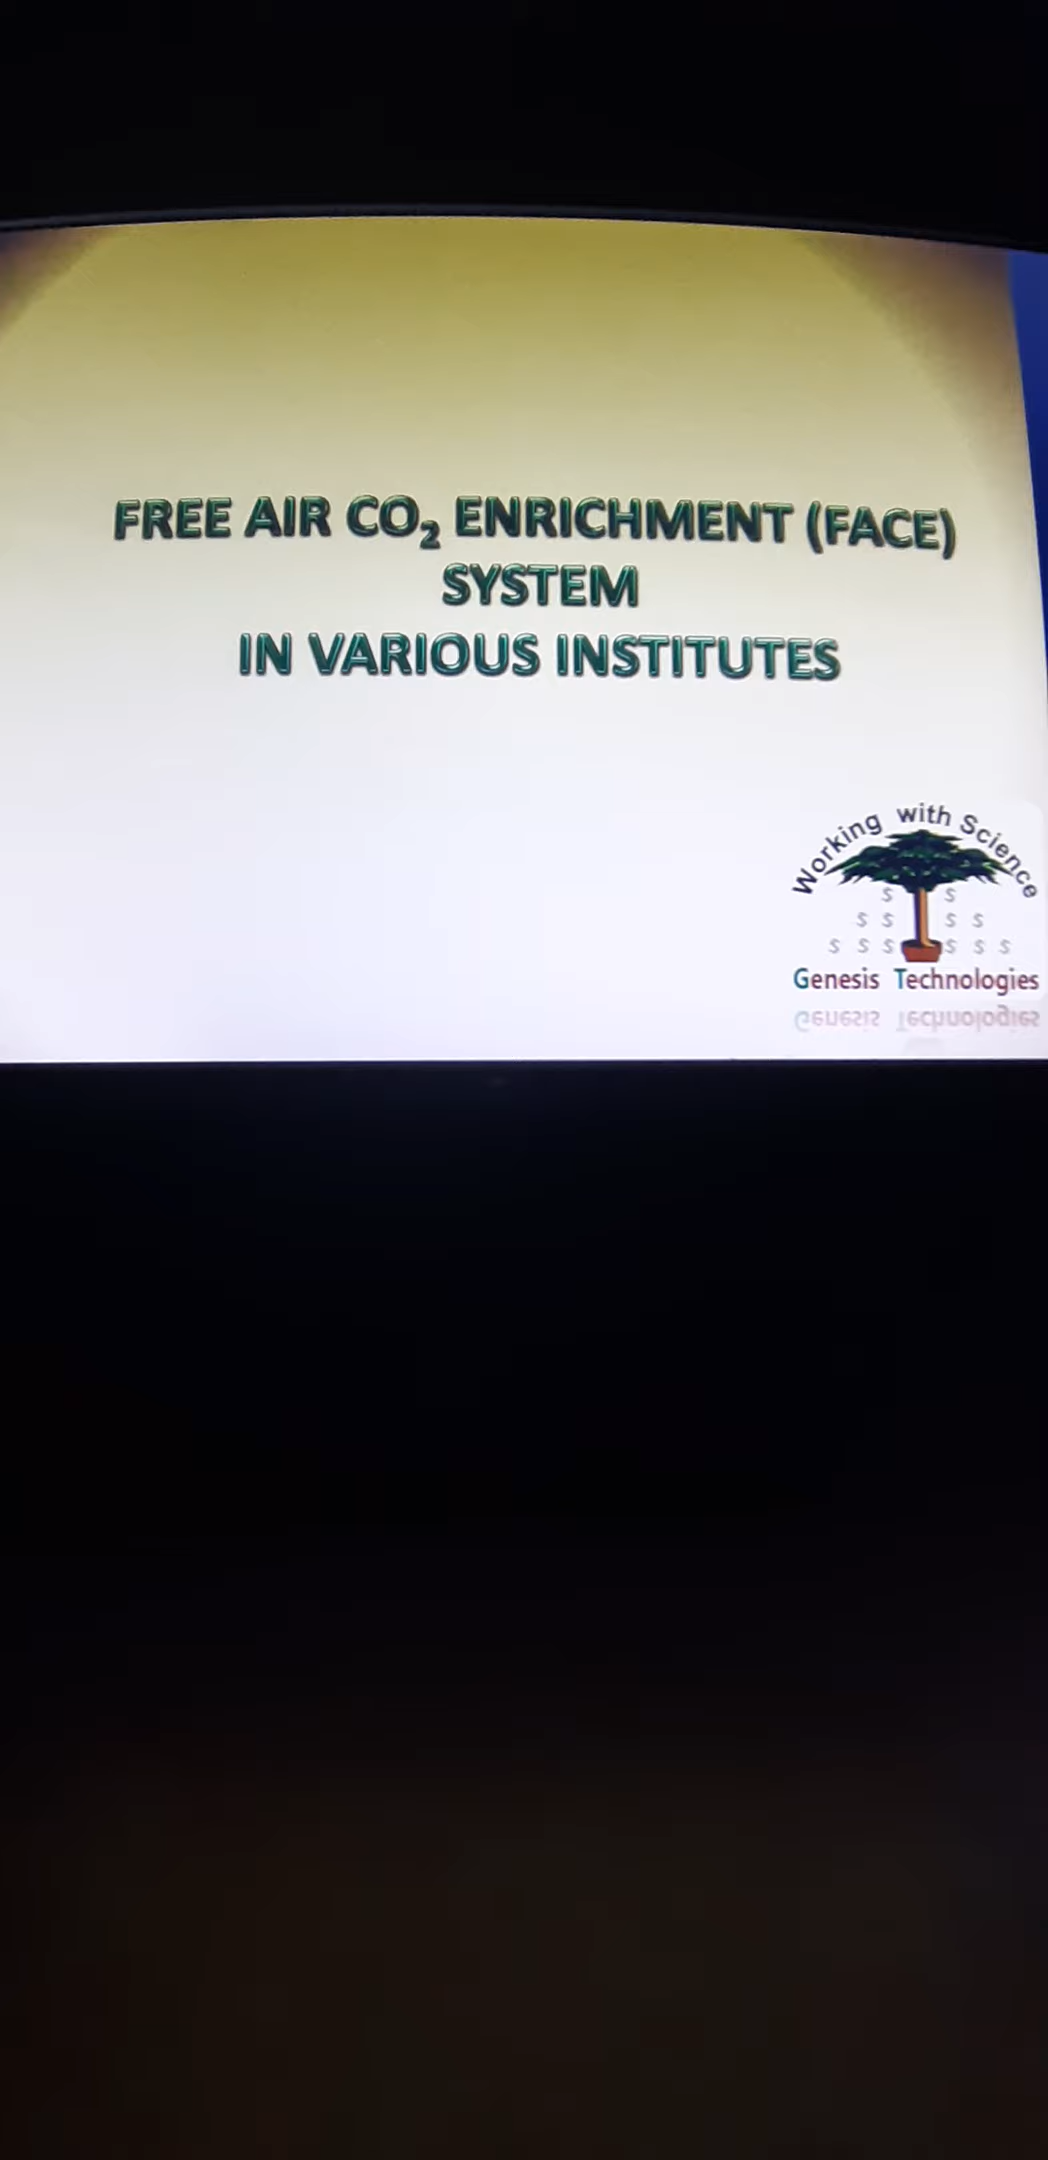 FREE AIR CO₂ ENRICHMENT (FACE)
SYSTEM
IN VARIOUS INSTITUTES
Working with Science
S S
S S S S
S S S S S S
Genesis Technologies
Genesis Technologies